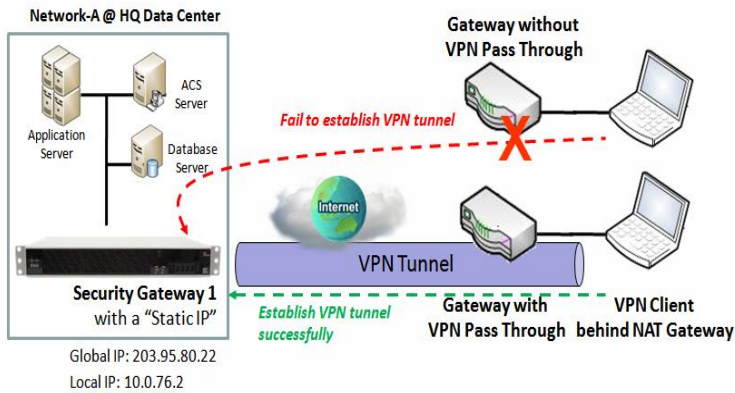 Network-A @ HQ Data Center
ACS
Server
Application
Server
Database
Server
Gateway without
VPN Pass Through
Fail to establish VPN tunnel
X
Internet
VPN Tunnel
Security Gateway 1
with a “Static IP”
Establish VPN tunnel
successfully
Gateway with
VPN Pass Through
VPN Client
behind NAT Gateway
Global IP: 203.95.80.22
Local IP: 10.0.76.2